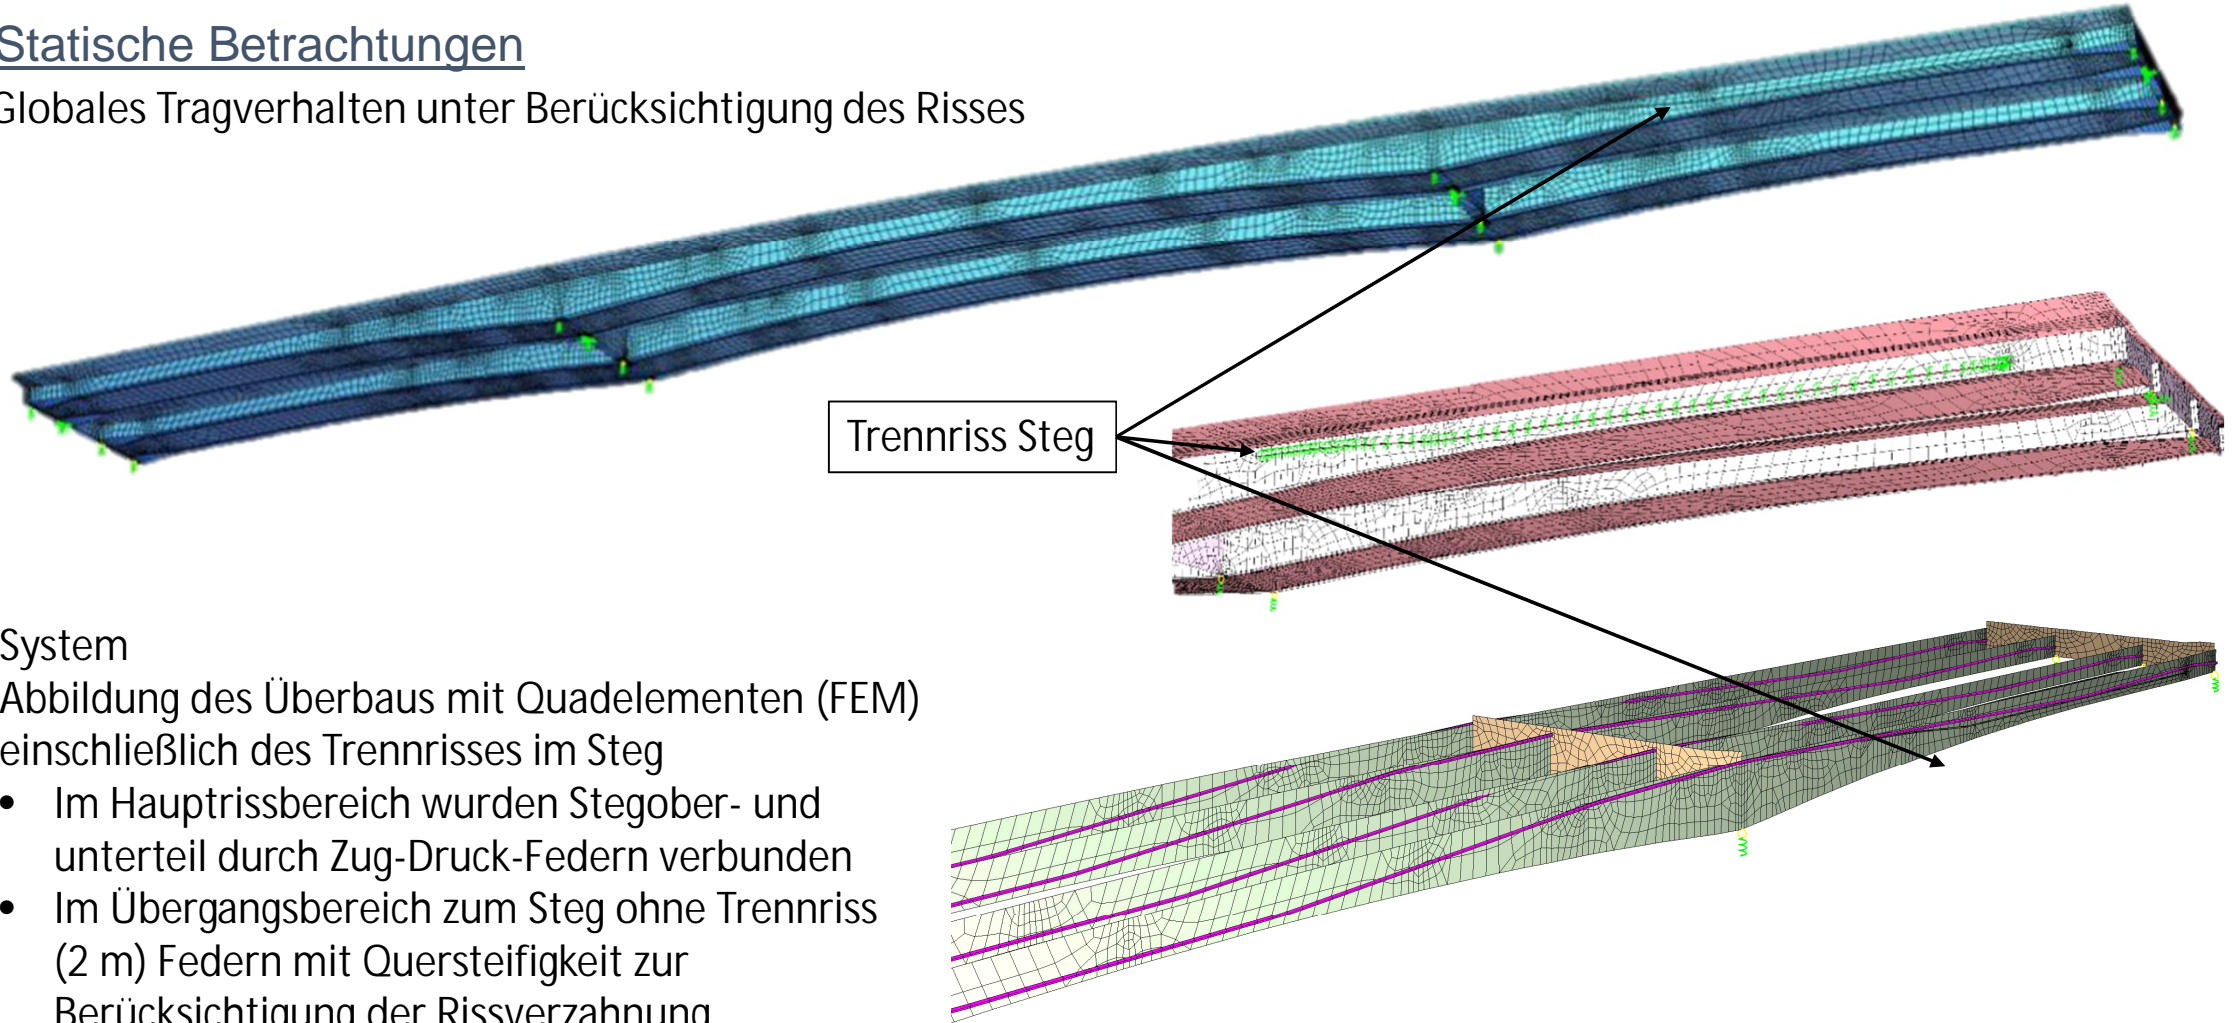 Statische Betrachtungen
Globales Tragverhalten unter Berücksichtigung des Risses
Trennriss Steg
System
Abbildung des Überbaus mit Quadelementen (FEM)
einschließlich des Trennrisses im Steg
• Im Hauptrissbereich wurden Stegober- und
unterteil durch Zug-Druck-Federn verbunden
• Im Übergangsbereich zum Steg ohne Trennriss
(2 m) Federn mit Quersteifigkeit zur
Berücksichtigung der Rissverzahnung